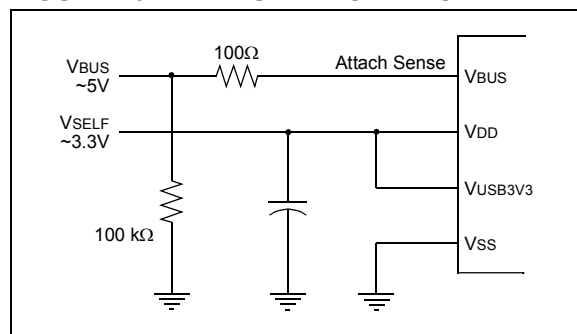 100Ω
Attach Sense
VBUS
~5V
VBUS
VSELF
~3.3V
VDD
VUSB3V3
100 kΩ
VSS